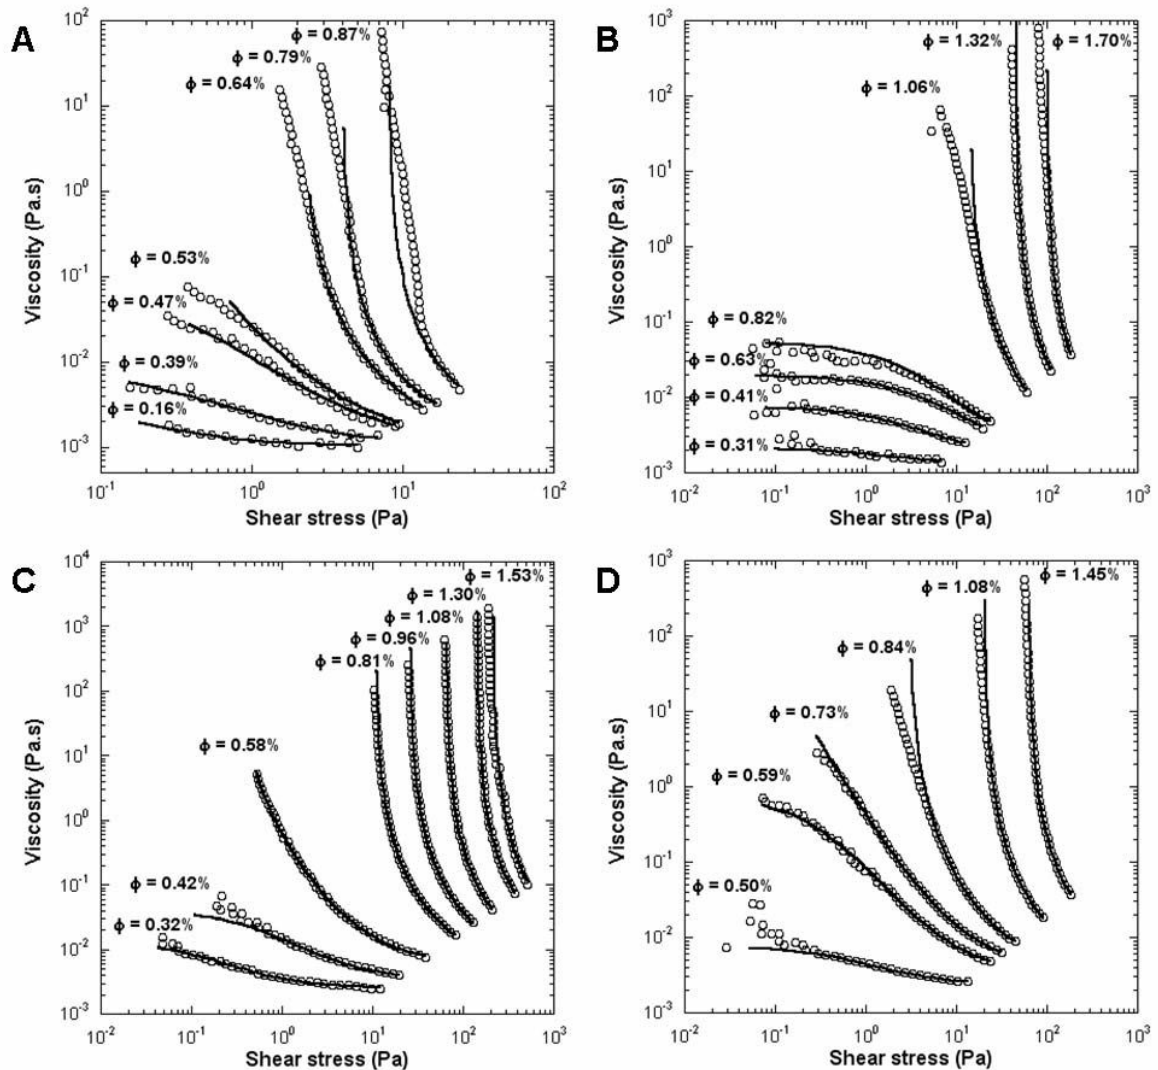 A
Viscosity (Pa.s)
10²
10¹
10⁰
10⁻¹
10⁻²
10⁻³
ϕ = 0.87%
ϕ = 0.79%
ϕ = 0.64%
ϕ = 0.53%
ϕ = 0.47%
ϕ = 0.39%
ϕ = 0.16%
10⁻¹ 10⁰ 10¹ 10²
Shear stress (Pa)
B
Viscosity (Pa.s)
10³
10²
10¹
10⁰
10⁻¹
10⁻²
10⁻³
ϕ = 1.32% ϕ = 1.70%
ϕ = 1.06%
ϕ = 0.82%
ϕ = 0.63%
ϕ = 0.41%
ϕ = 0.31%
10⁻² 10⁻¹ 10⁰ 10¹ 10² 10³
Shear stress (Pa)
C
Viscosity (Pa.s)
10⁴
10³
10²
10¹
10⁰
10⁻¹
10⁻²
10⁻³
ϕ = 1.53%
ϕ = 1.30%
ϕ = 1.08%
ϕ = 0.96%
ϕ = 0.81%
ϕ = 0.58%
ϕ = 0.42%
ϕ = 0.32%
10⁻² 10⁻¹ 10⁰ 10¹ 10² 10³
Shear stress (Pa)
D
Viscosity (Pa.s)
10³
10²
10¹
10⁰
10⁻¹
10⁻²
10⁻³
ϕ = 1.08% ϕ = 1.45%
ϕ = 0.84%
ϕ = 0.73%
ϕ = 0.59%
ϕ = 0.50%
10⁻² 10⁻¹ 10⁰ 10¹ 10² 10³
Shear stress (Pa)